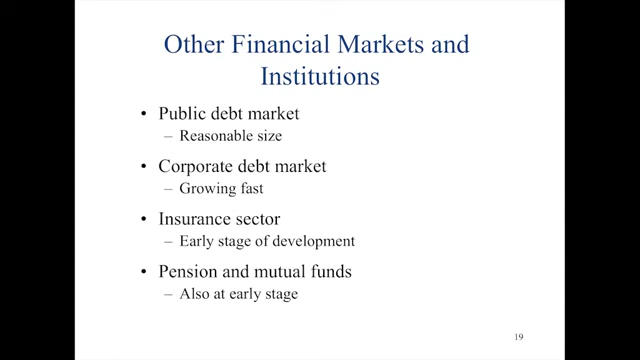 Other Financial Markets and
Institutions
• Public debt market
– Reasonable size
• Corporate debt market
– Growing fast
• Insurance sector
– Early stage of development
• Pension and mutual funds
– Also at early stage
19